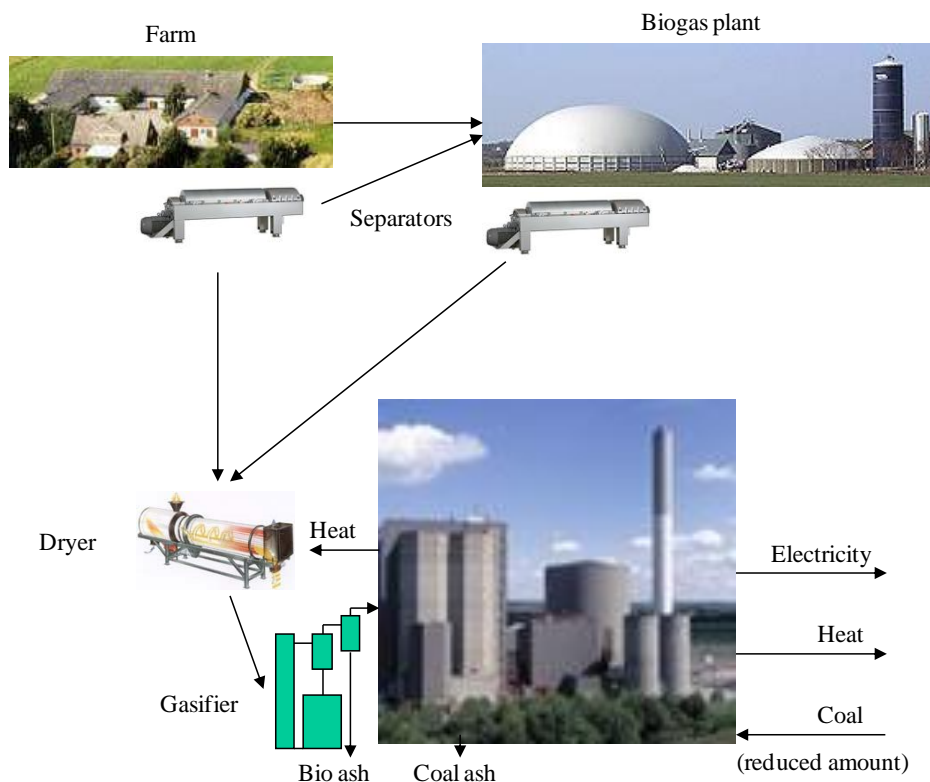 Farm
Biogas plant
Separators
Dryer
Heat
Electricity
Heat
Gasifier
Coal
(reduced amount)
Bio ash
Coal ash